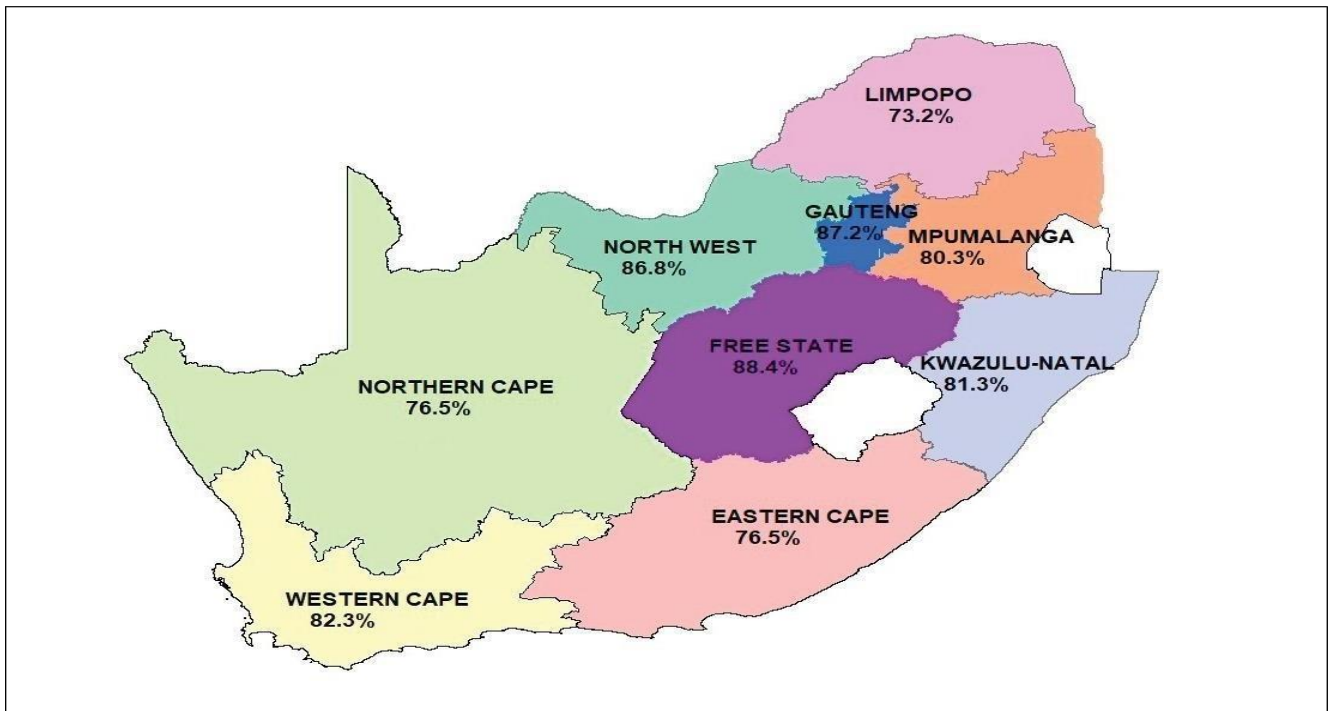 LIMPOPO
73.2%
GAUTENG
87.2%
MPUMALANGA
80.3%
NORTH WEST
86.8%
FREE STATE
88.4%
KWAZULU-NATAL
81.3%
NORTHERN CAPE
76.5%
EASTERN CAPE
76.5%
WESTERN CAPE
82.3%